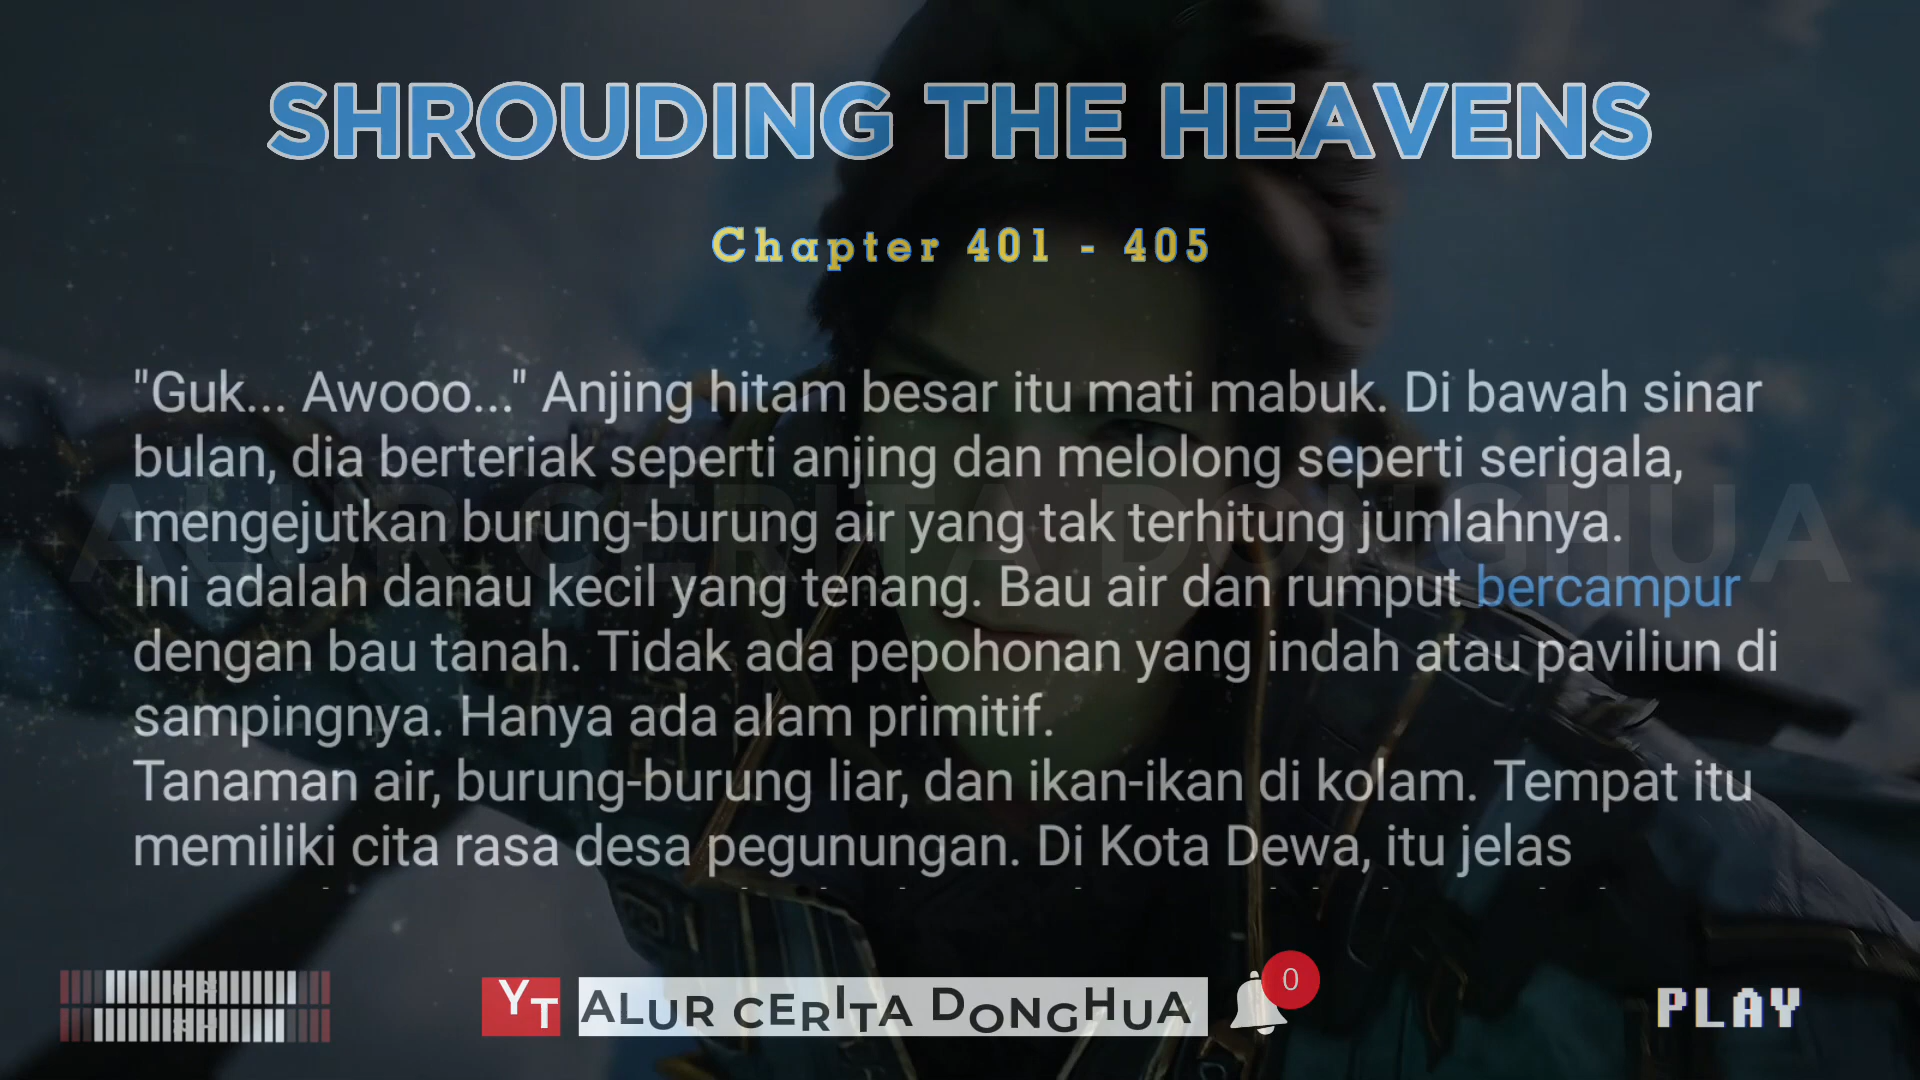 SHROUDING THE HEAVENS
Chapter 401 - 405
"Guk... Awooo..." Anjing hitam besar itu mati mabuk. Di bawah sinar
bulan, dia berteriak seperti anjing dan melolong seperti serigala,
mengejutkan burung-burung air yang tak terhitung jumlahnya.
ALUR CERITA DONGHUA
Ini adalah danau kecil yang tenang. Bau air dan rumput bercampur
dengan bau tanah. Tidak ada pepohonan yang indah atau paviliun di
sampingnya. Hanya ada alam primitif.
Tanaman air, burung-burung liar, dan ikan-ikan di kolam. Tempat itu
memiliki cita rasa desa pegunungan. Di Kota Dewa, itu jelas
YT ALUR CERITA DONGHUA
0
PLAY